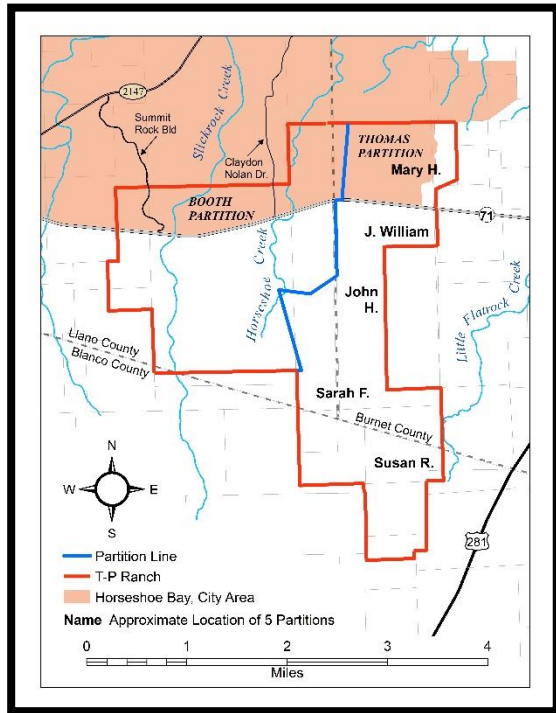 2147
Summit
Rock Bld
Slickrock Creek
Claydon
Nolan Dr.
THOMAS
PARTITION
Mary H.
BOOTH
PARTITION
71
J. William
Horseshoe Creek
John
H.
Little Flatrock Creek
Llano County
Blanco County
Sarah F.
Burnet County
Susan R.
N
W E
S
281
Partition Line
T-P Ranch
Horseshoe Bay, City Area
Name Approximate Location of 5 Partitions
0 1 2 3 4
Miles